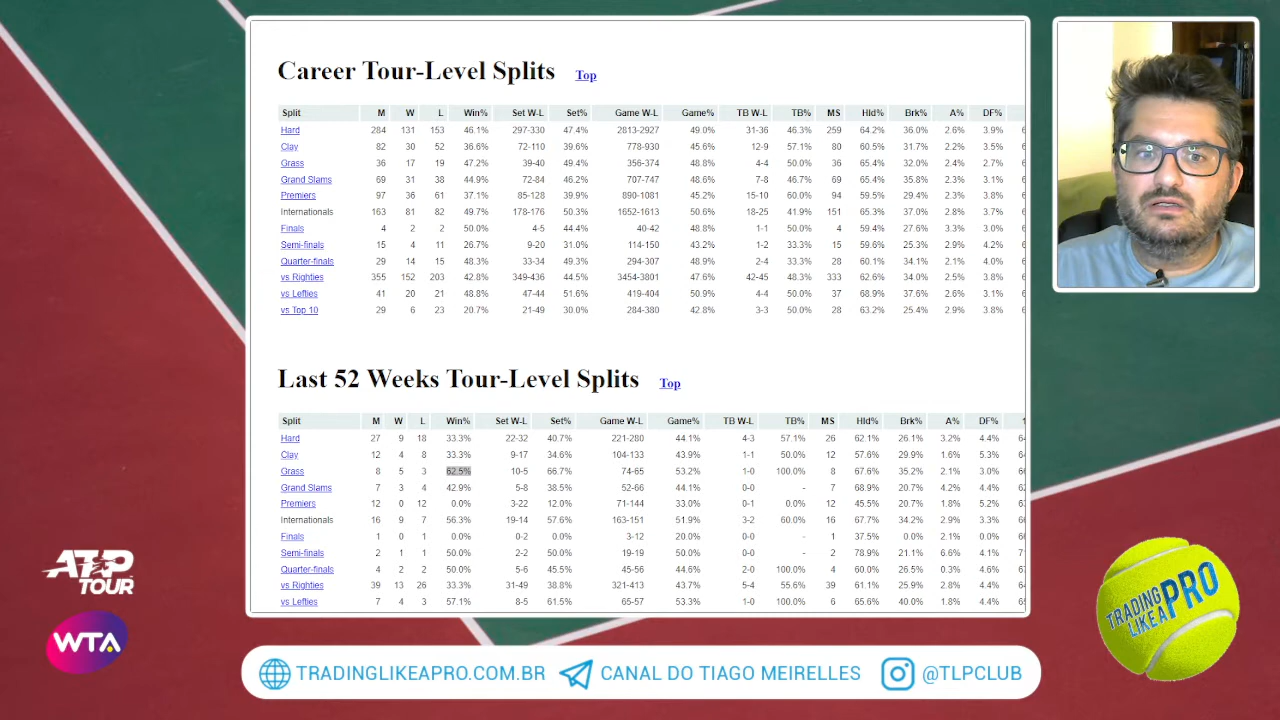 Career Tour-Level Splits Top
Split M W L Win% Set W-L Set% Game W-L Game% TB W-L TB% MS Hld% Brk% A% DF%
Hard 284 131 153 46.1% 297-330 47.4% 2813-2927 49.0% 31-36 46.3% 259 64.2% 36.0% 2.6% 3.9%
Clay 82 30 52 36.6% 72-110 39.6% 778-930 45.6% 12-9 57.1% 80 60.5% 31.7% 2.2% 3.5%
Grass 36 17 19 47.2% 39-40 49.4% 356-374 48.8% 4-4 50.0% 36 65.4% 32.0% 2.4% 2.7%
Grand Slams 69 31 38 44.9% 72-84 46.2% 707-747 48.6% 7-8 46.7% 69 65.4% 35.8% 2.3% 3.1%
Premiers 97 36 61 37.1% 85-128 39.9% 890-1081 45.2% 15-10 60.0% 94 59.5% 29.4% 2.3% 3.8%
Internationals 163 81 82 49.7% 178-176 50.3% 1652-1613 50.6% 18-25 41.9% 151 65.3% 37.0% 2.8% 3.7%
Finals 4 2 2 50.0% 4-5 44.4% 40-42 48.8% 1-1 50.0% 4 59.4% 27.6% 3.3% 3.0%
Semi-finals 15 4 11 26.7% 9-20 31.0% 114-150 43.2% 1-2 33.3% 15 59.6% 25.3% 2.9% 4.2%
Quarter-finals 29 14 15 48.3% 33-34 49.3% 294-307 48.9% 2-4 33.3% 28 60.1% 34.1% 2.1% 4.0%
vs Righties 355 152 203 42.8% 349-436 44.5% 3454-3801 47.6% 42-45 48.3% 333 62.6% 34.0% 2.5% 3.8%
vs Lefties 41 20 21 48.8% 47-44 51.6% 419-404 50.9% 4-4 50.0% 37 68.9% 37.6% 2.6% 3.1%
vs Top 10 29 6 23 20.7% 21-49 30.0% 284-380 42.8% 3-3 50.0% 28 63.2% 25.4% 2.9% 3.8%
Last 52 Weeks Tour-Level Splits Top
Split M W L Win% Set W-L Set% Game W-L Game% TB W-L TB% MS Hld% Brk% A% DF%
Hard 27 9 18 33.3% 22-32 40.7% 221-280 44.1% 4-3 57.1% 26 62.1% 26.1% 3.2% 4.4%
Clay 12 4 8 33.3% 9-17 34.6% 104-133 43.9% 1-1 50.0% 12 57.6% 29.9% 1.6% 5.3%
Grass 8 5 3 62.5% 10-5 66.7% 74-65 53.2% 1-0 100.0% 8 67.6% 35.2% 2.1% 3.0%
Grand Slams 7 3 4 42.9% 5-8 38.5% 52-66 44.1% 0-0 - 7 68.9% 20.7% 4.2% 4.4%
Premiers 12 0 12 0.0% 3-22 12.0% 71-144 33.0% 0-1 0.0% 12 45.5% 20.7% 1.8% 5.2%
Internationals 16 9 7 56.3% 19-14 57.6% 163-151 51.9% 3-2 60.0% 16 67.7% 34.2% 2.9% 3.3%
Finals 1 0 1 0.0% 0-2 0.0% 3-12 20.0% 0-0 - 1 37.5% 0.0% 2.1% 0.0%
Semi-finals 2 1 1 50.0% 2-2 50.0% 19-19 50.0% 0-0 - 2 78.9% 21.1% 6.6% 4.1%
Quarter-finals 4 2 2 50.0% 5-6 45.5% 45-56 44.6% 2-0 100.0% 4 60.0% 26.5% 0.3% 4.6%
vs Righties 39 13 26 33.3% 31-49 38.8% 321-413 43.7% 5-4 55.6% 37 61.1% 25.9% 2.8% 4.4%
vs Lefties 7 4 3 57.1% 8-5 61.5% 65-57 53.3% 1-0 100.0% 6 65.6% 40.0% 1.8% 4.4%
ATP
TOUR
WTA
TRADING
LIKE A
PRO
TRADINGLIKEAPRO.COM.BR CANAL DO TIAGO MEIRELLES @TLPCLUB